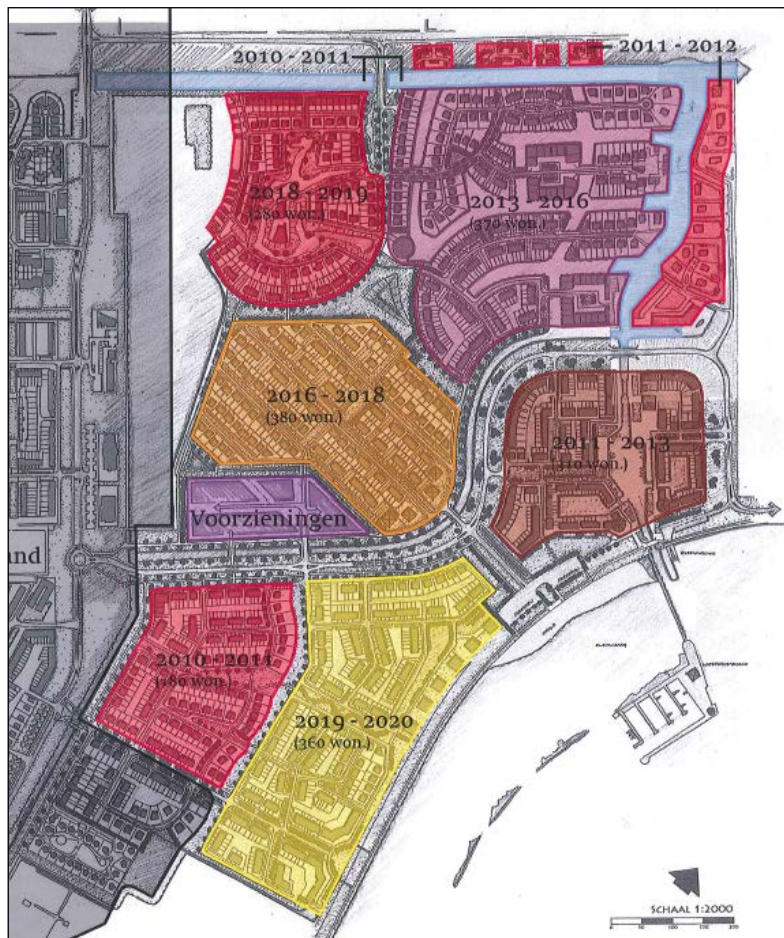 2010 - 2011
2011 - 2012
2018 - 2019
(280 won.)
2013 - 2016
(370 won.)
2016 - 2018
(380 won.)
2011 - 2013
(310 won.)
Voorzieningen
and
2010 - 2011
(180 won.)
2019 - 2020
(360 won.)
SCHAAL 1:2000